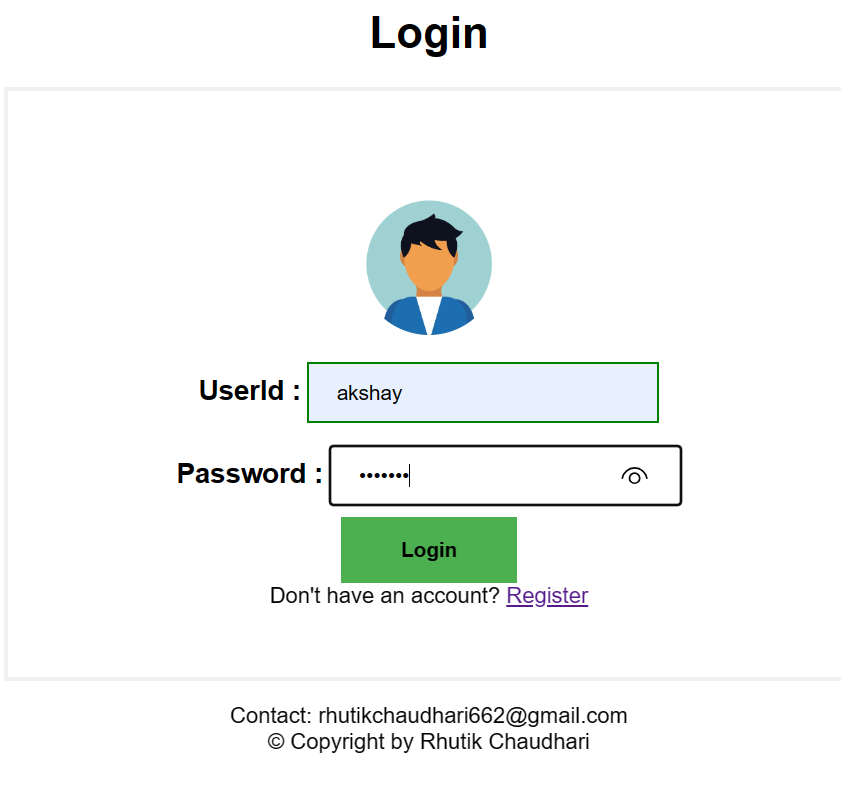 Login
UserId : akshay
Password : •••••••
Login
Don't have an account? Register
Contact: rhutikchaudhari662@gmail.com
© Copyright by Rhutik Chaudhari